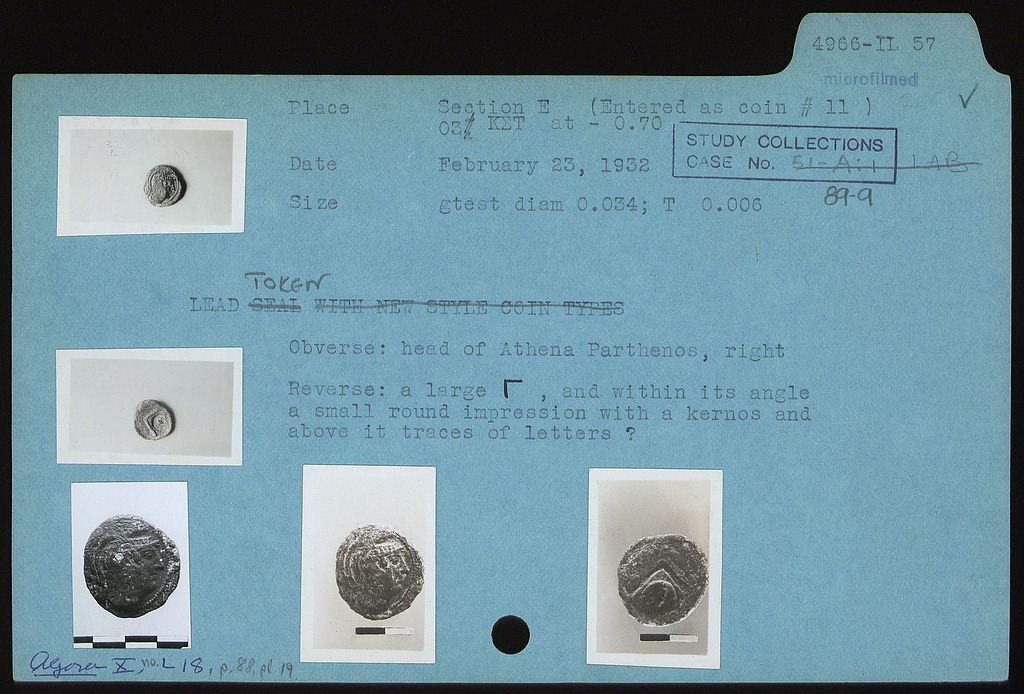 4966-IL 57
microfilmed
✓
Place Section E (Entered as coin # 11 )
KET at - 0.70
STUDY COLLECTIONS
CASE No. 51-A:1 LAB
89-9
Date February 23, 1932
Size gtest diam 0.034; T 0.006
TOKEN
LEAD SEAL WITH NEW STYLE COIN TYPES
Obverse: head of Athena Parthenos, right
Reverse: a large Γ , and within its angle
a small round impression with a kernos and
above it traces of letters ?
Agora X, no. L 18, p. 88, pl. 19